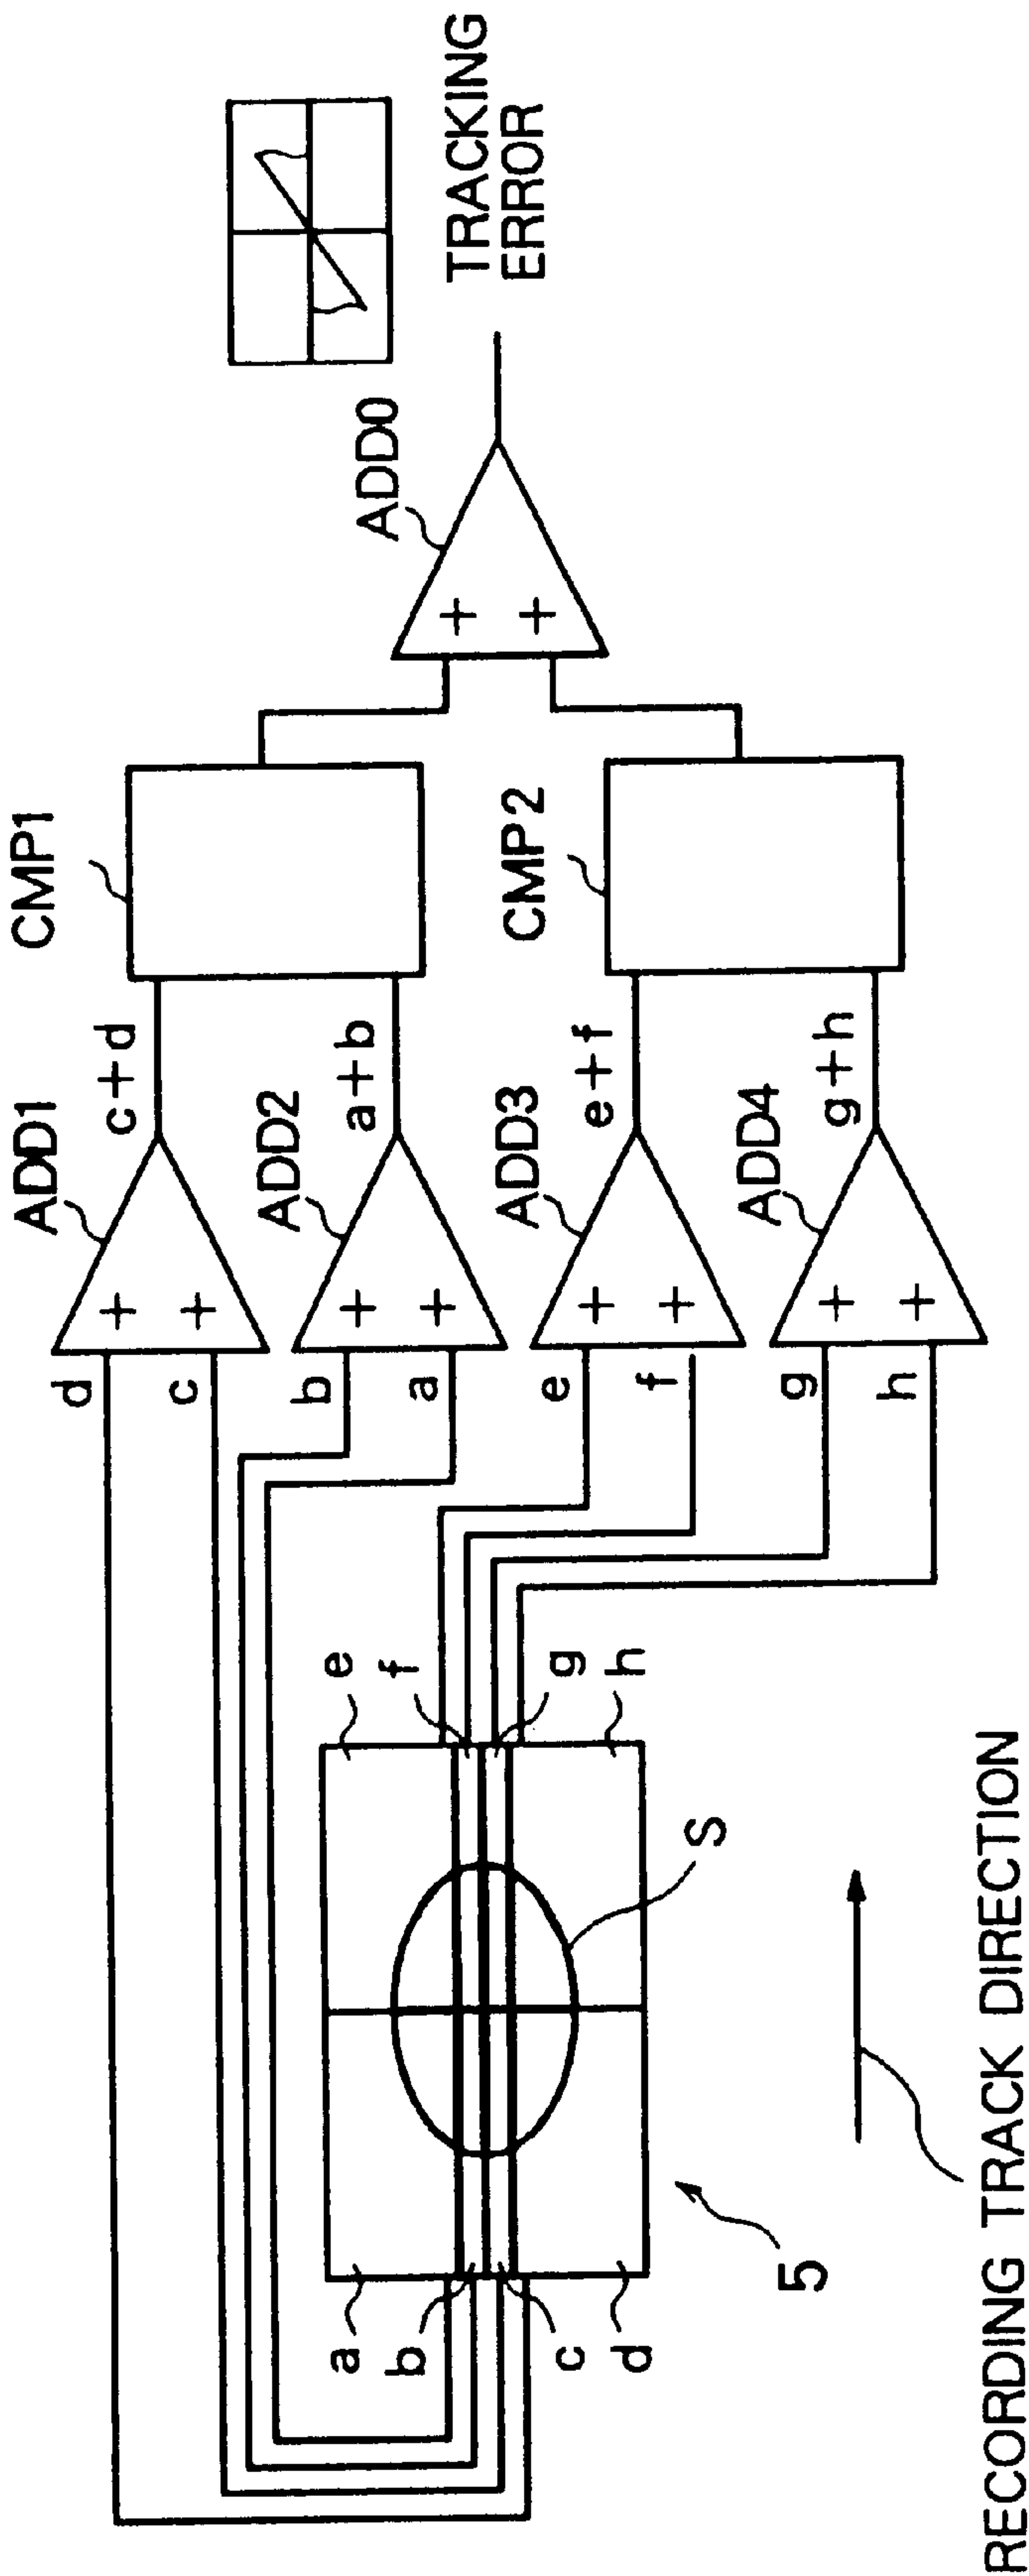 CMP1
ADD1
c+d
d
c
ADD2
a+b
b
a
ADD0
TRACKING
ERROR
CMP2
ADD3
e+f
e
f
ADD4
g+h
g
h
a
b
c
d
e
f
g
h
S
5
RECORDING TRACK DIRECTION